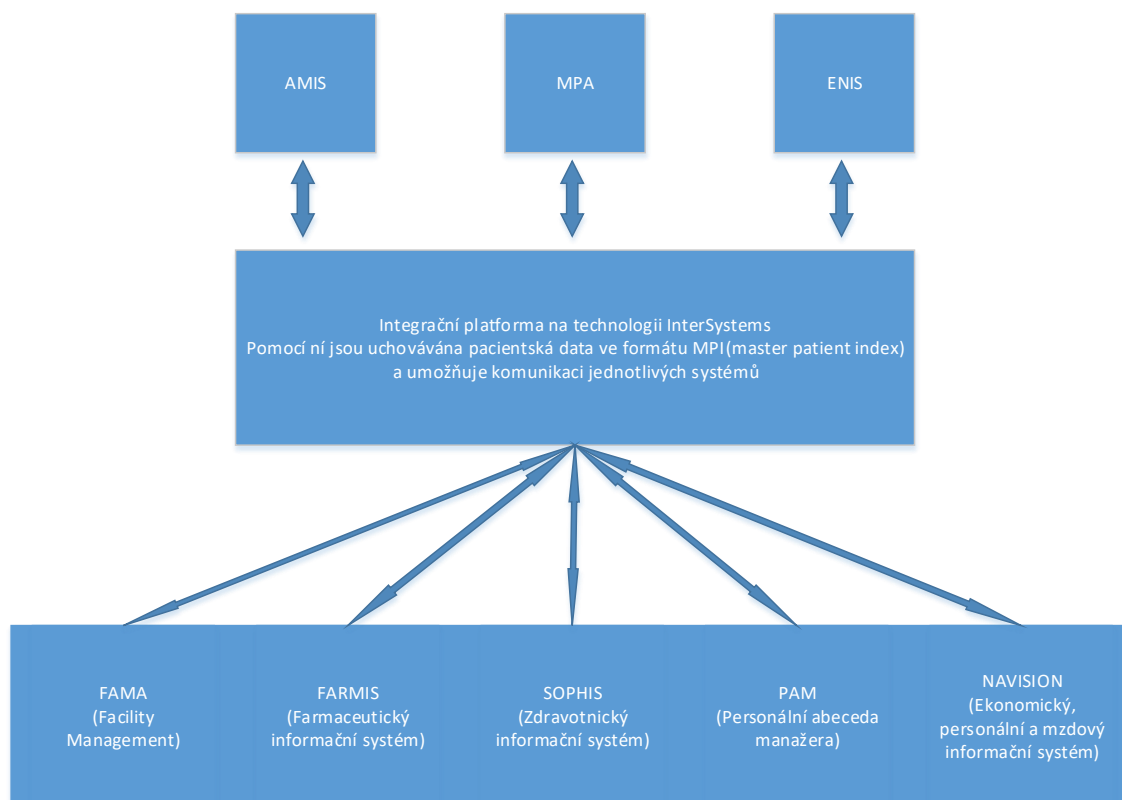 AMIS
MPA
ENIS
Integrační platforma na technologii InterSystems
Pomocí ní jsou uchovávána pacientská data ve formátu MPI(master patient index)
a umožňuje komunikaci jednotlivých systémů
FAMA
(Facility
Management)
FARMIS
(Farmaceutický
informační systém)
SOPHIS
(Zdravotnický
informační systém)
PAM
(Personální abeceda
manažera)
NAVISION
(Ekonomický,
personální a mzdový
informační systém)